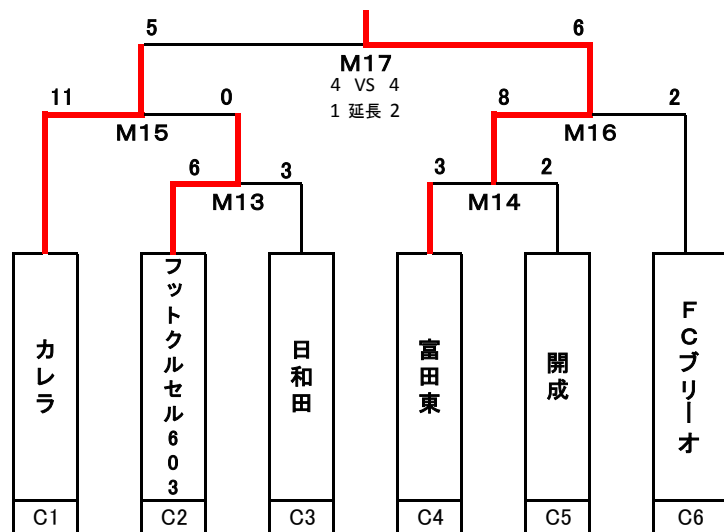 5 6
M17
4 VS 4
1 延長 2
11 0 8 2
M15 M16
6 3 3 2
M13 M14
カレラ
フットクルセル603
日和田
富田東
開成
FCブリーオ
C1 C2 C3 C4 C5 C6